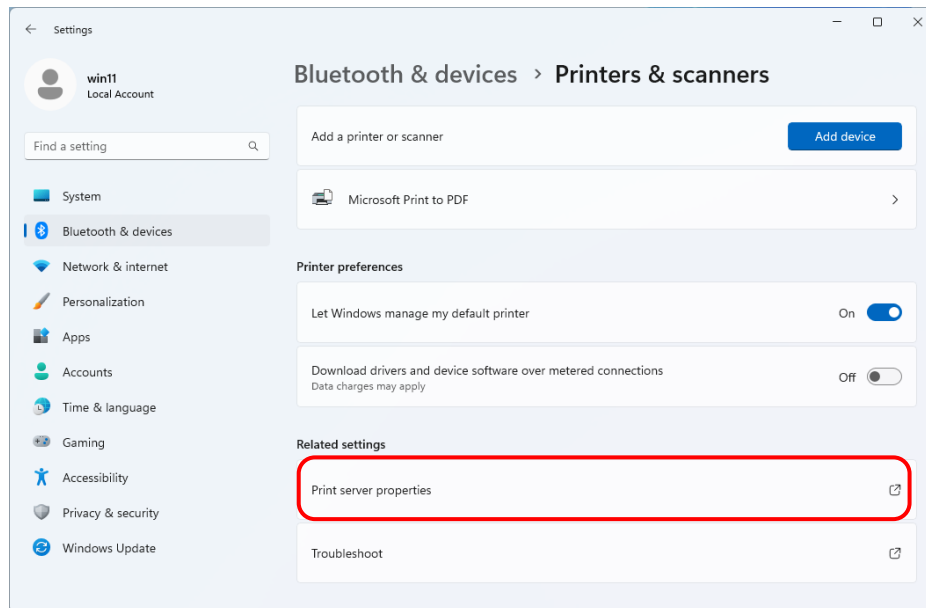 Settings
win11
Local Account
Find a setting
System
Bluetooth & devices
Network & internet
Personalization
Apps
Accounts
Time & language
Gaming
Accessibility
Privacy & security
Windows Update
Bluetooth & devices > Printers & scanners
Add a printer or scanner
Add device
Microsoft Print to PDF
Printer preferences
Let Windows manage my default printer
On
Download drivers and device software over metered connections
Data charges may apply
Off
Related settings
Print server properties
Troubleshoot